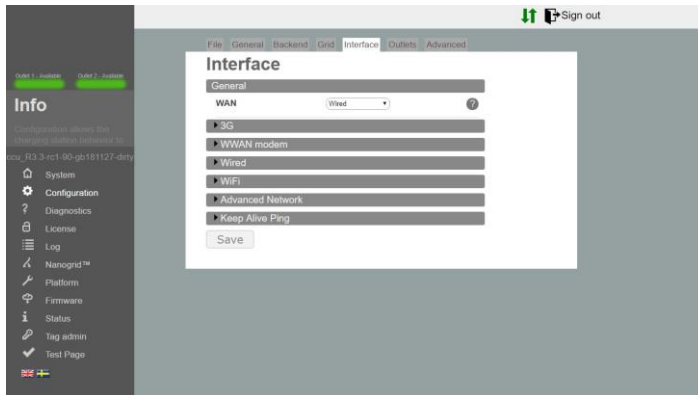 Sign out
File General Backend Grid Interface Outlets Advanced
Interface
General
WAN Wired ?
3G
WWAN modem
Wired
WiFi
Advanced Network
Keep Alive Ping
Save
Outlet 1 - Available Outlet 2 - Available
Info
Configuration allows the
charging station behavior to
ccu_R3.3-rc1-90-gb181127-dirty
System
Configuration
Diagnostics
License
Log
Nanogrid™
Platform
Firmware
Status
Tag admin
Test Page